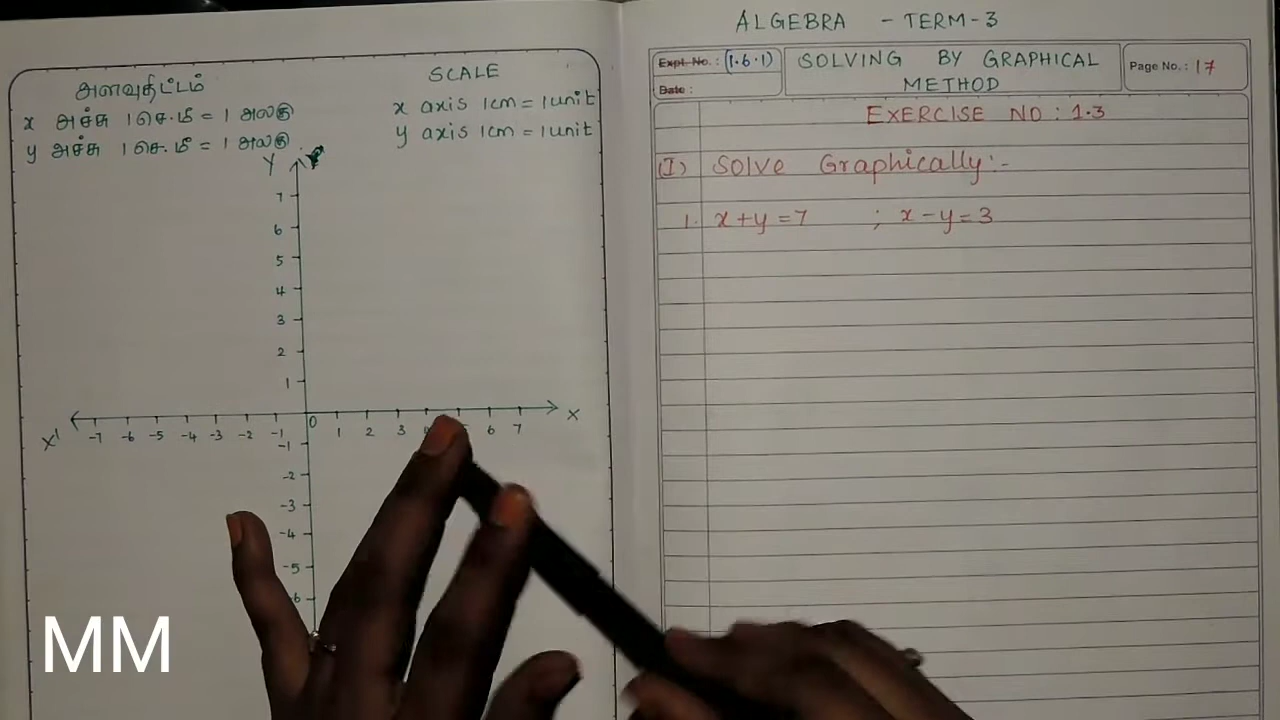 அளவுதிட்டம்
x அச்சு 1செ.மீ = 1 அலகு
y அச்சு 1செ.மீ = 1 அலகு
SCALE
x axis 1cm = 1unit
y axis 1cm = 1unit
Y
7
6
5
4
3
2
1
X' -7 -6 -5 -4 -3 -2 -1 0 1 2 3 6 7 X
-1
-2
-3
-4
-5
-6
MM
ALGEBRA - TERM-3
Expt. No. : (1.6.1)
Date :
SOLVING BY GRAPHICAL
METHOD
Page No. : 17
EXERCISE NO : 1.3
(I) Solve Graphically:-
1. x+y=7 ; x-y=3